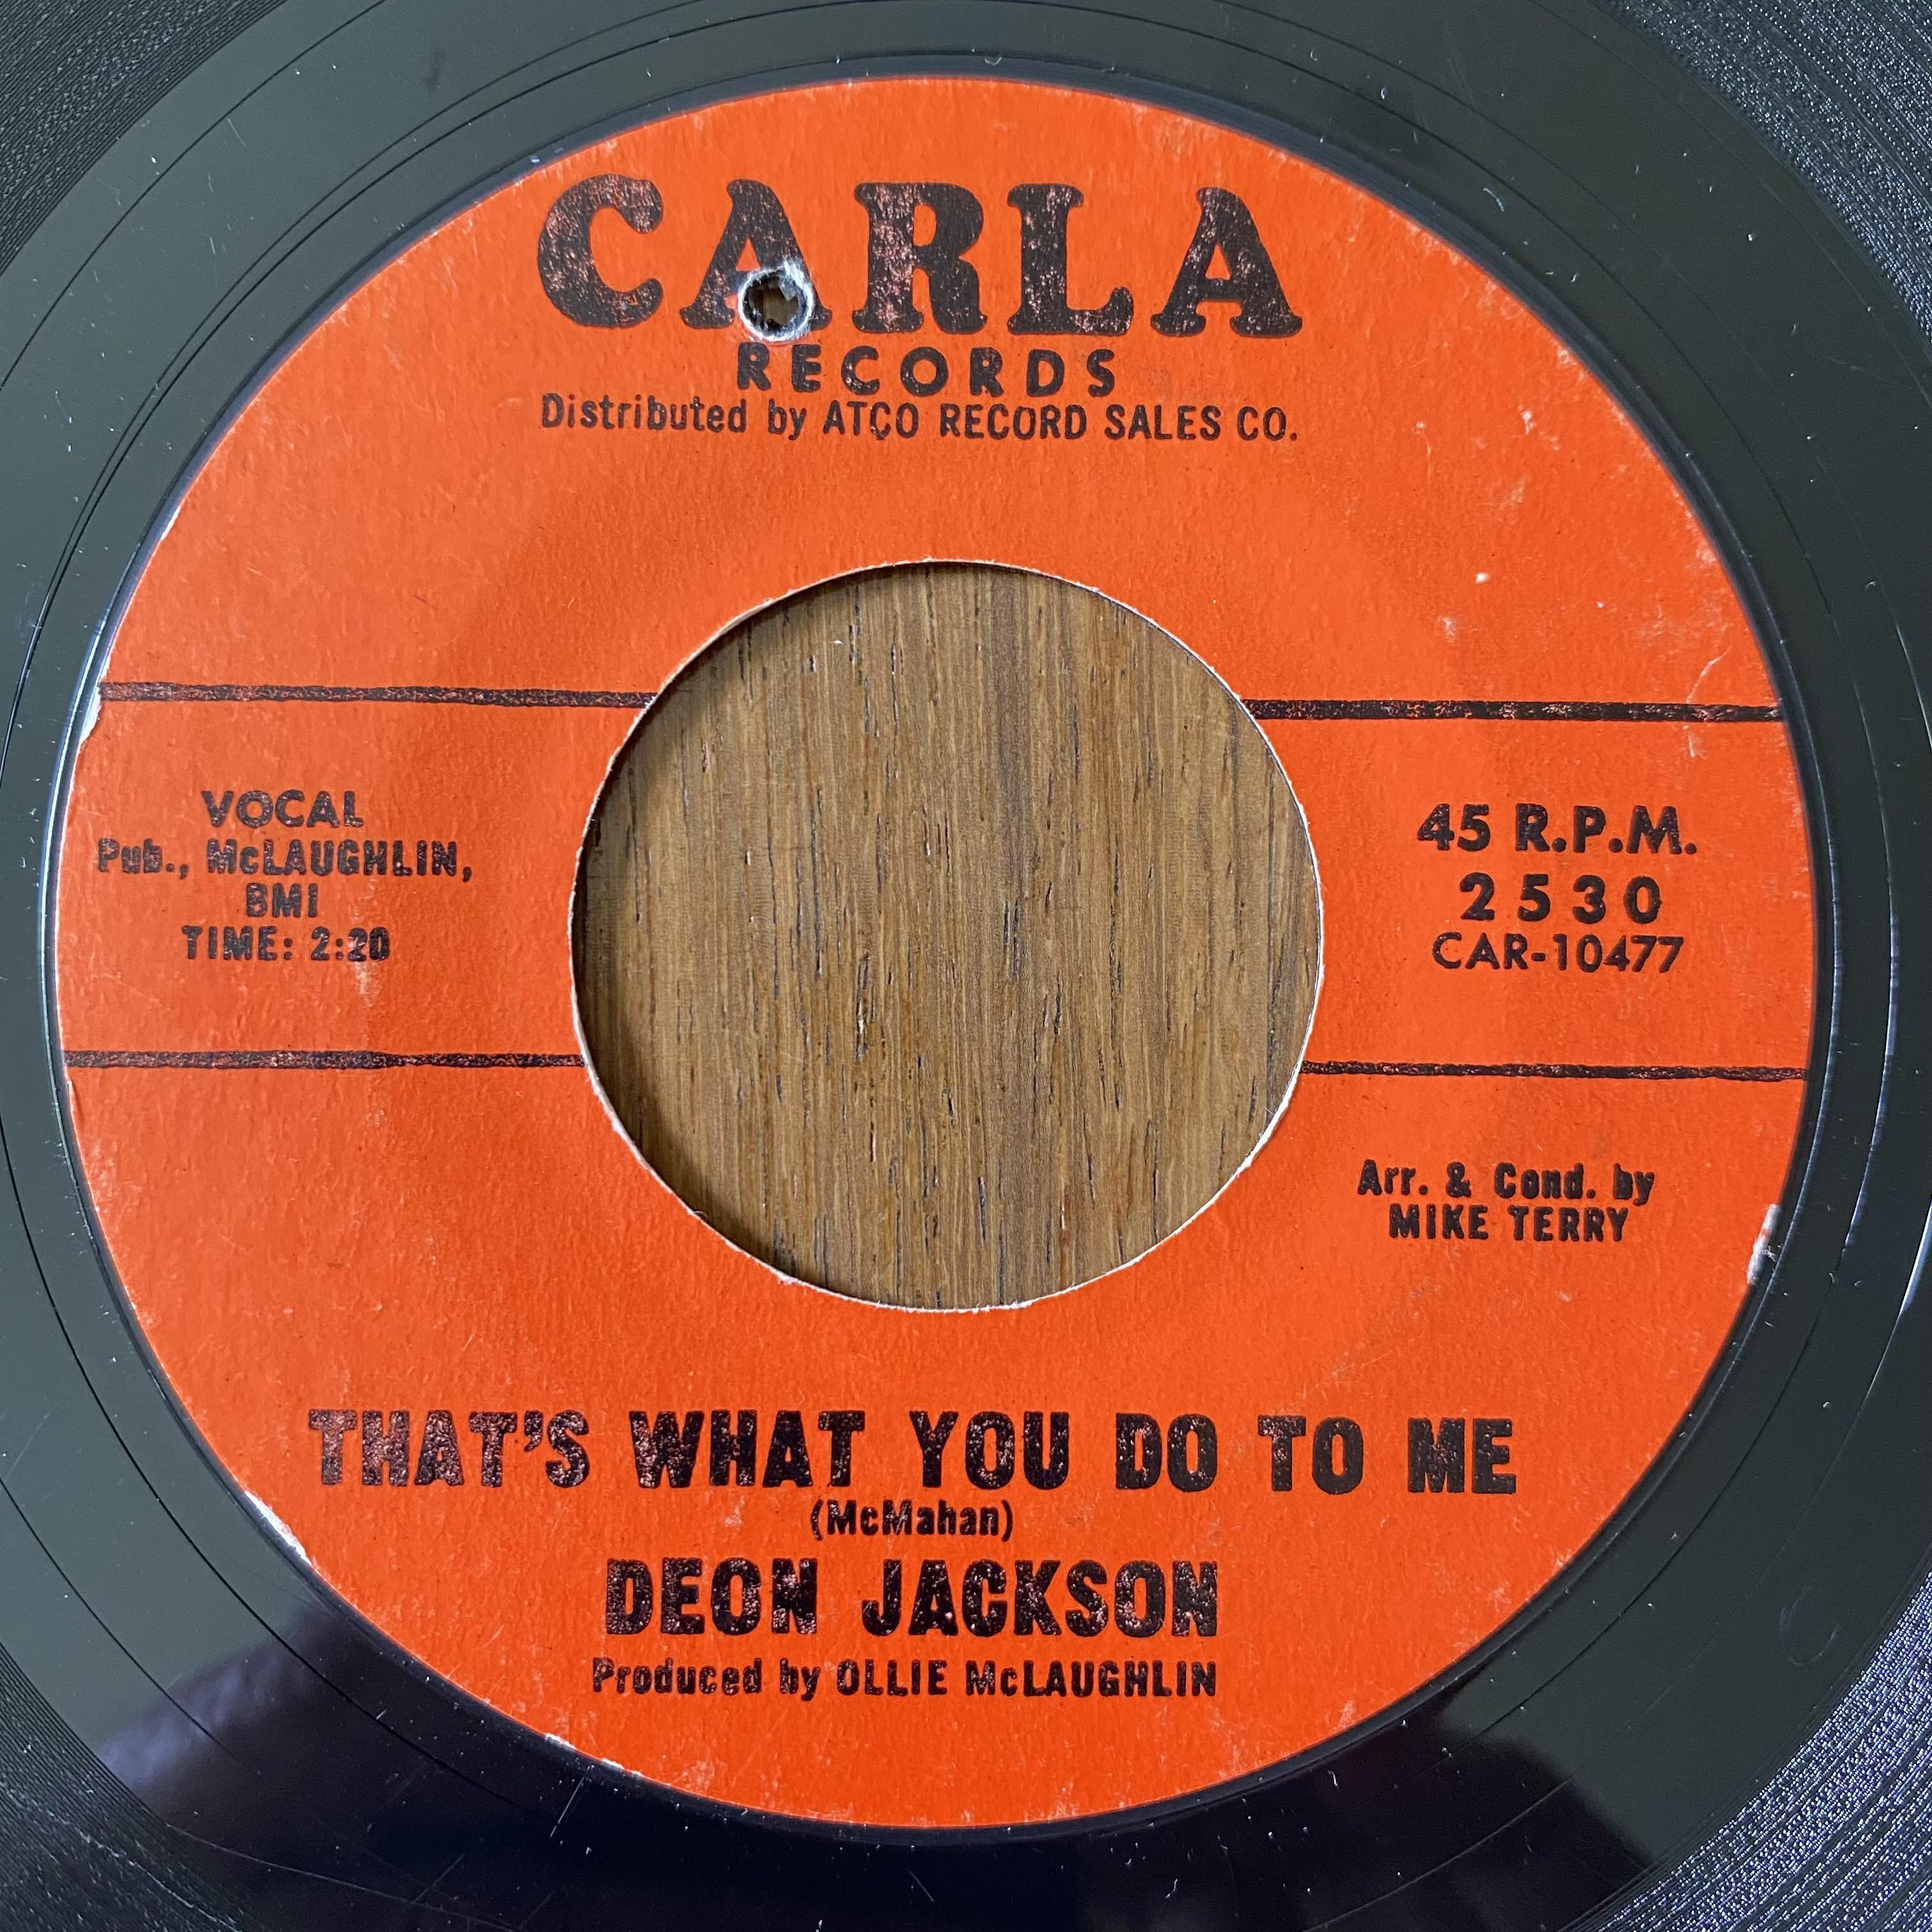 CARLA
RECORDS
Distributed by ATCO RECORD SALES CO.
VOCAL
Pub., McLAUGHLIN,
BMI
TIME: 2:20
45 R.P.M.
2530
CAR-10477
Arr. & Cond. by
MIKE TERRY
THAT'S WHAT YOU DO TO ME
(McMahan)
DEON JACKSON
Produced by OLLIE McLAUGHLIN